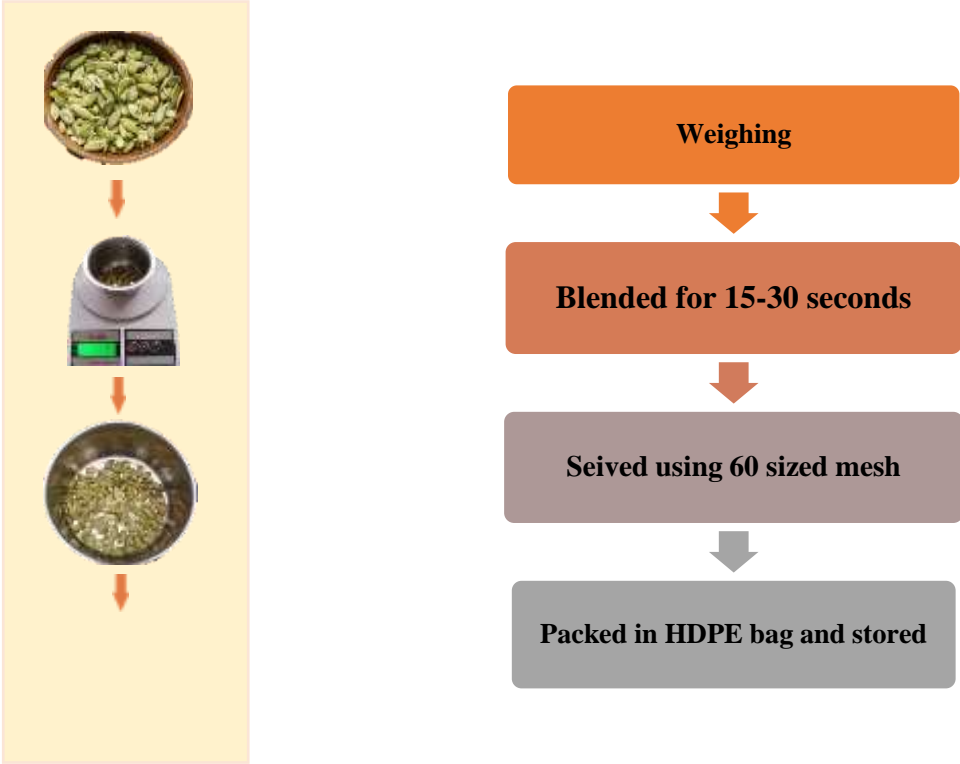 Weighing
Blended for 15-30 seconds
Seived using 60 sized mesh
Packed in HDPE bag and stored